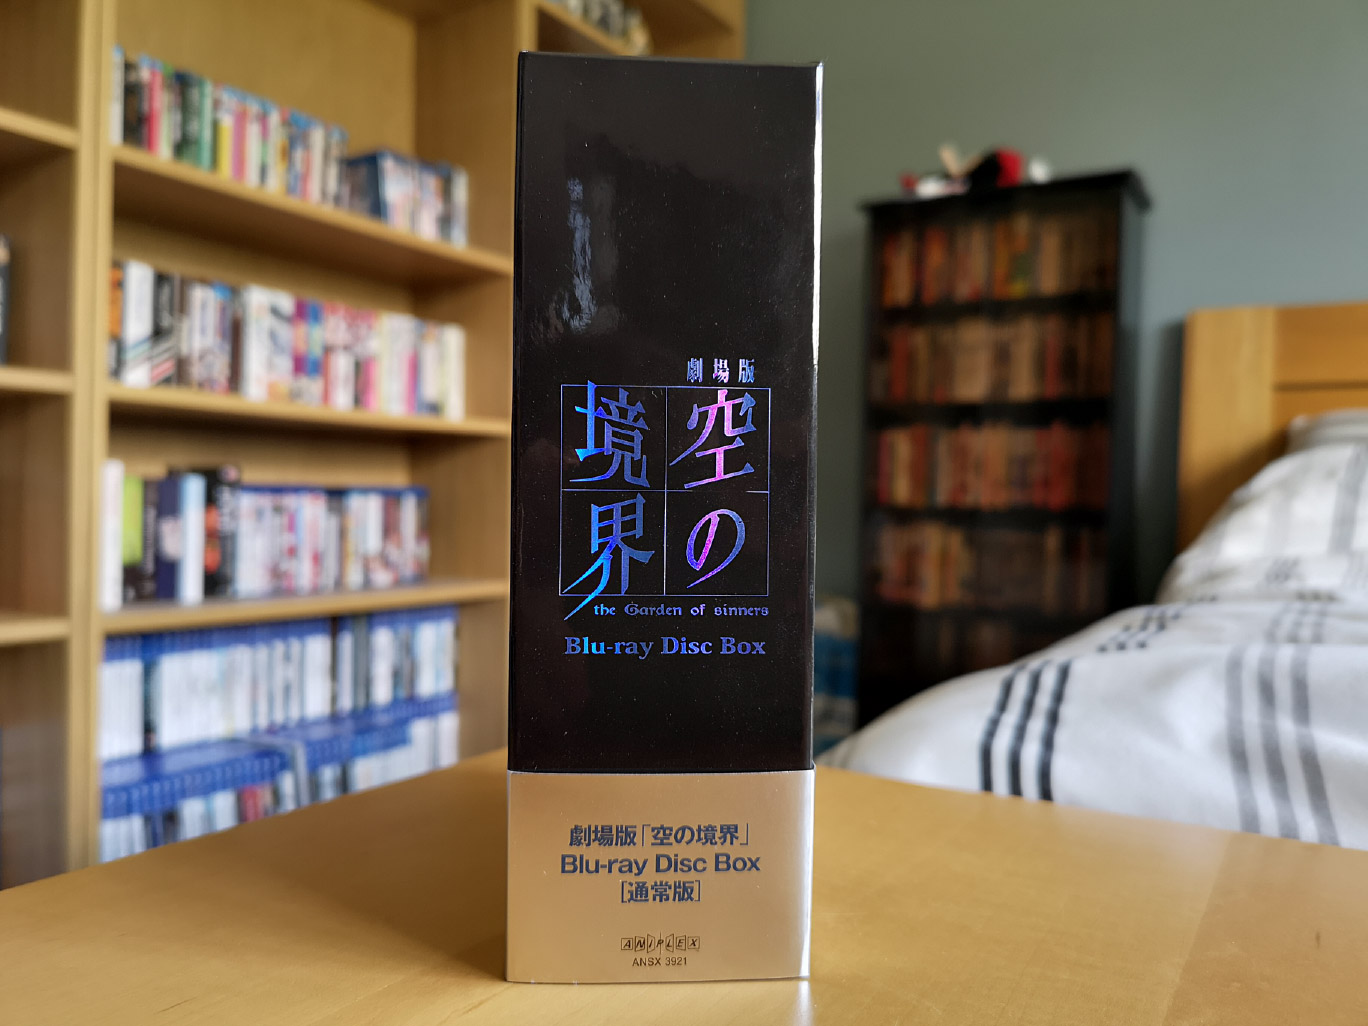 劇場版
空の
境界
the Garden of sinners
Blu-ray Disc Box
劇場版「空の境界」
Blu-ray Disc Box
[通常版]
ANIPLEX
ANSX 3921